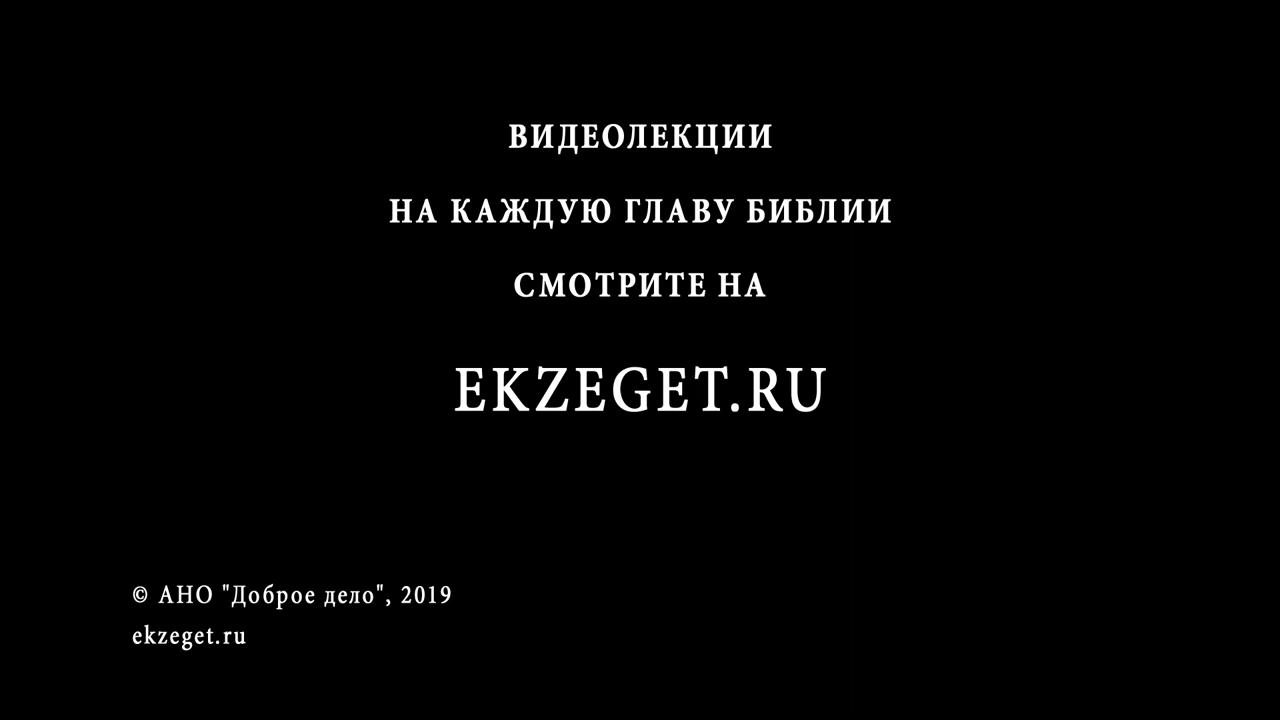 ВИДЕОЛЕКЦИИ
НА КАЖДУЮ ГЛАВУ БИБЛИИ
СМОТРИТЕ НА
EKZEGET.RU
© АНО "Доброе дело", 2019
ekzeget.ru